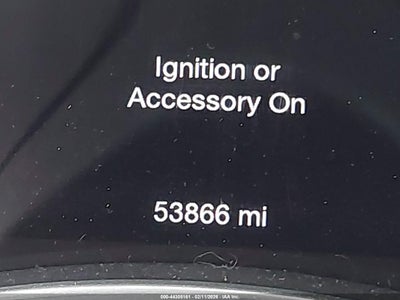 Ignition or
Accessory On
53866 mi